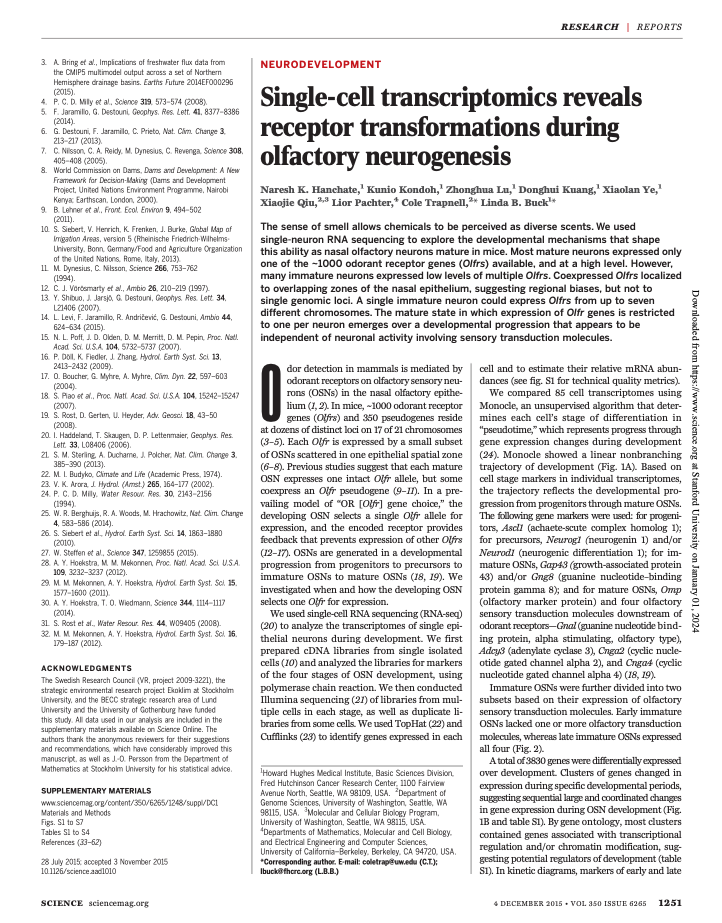 RESEARCH | REPORTS
3. A. Bring et al., Implications of freshwater flux data from
the CMIP5 multimodel output across a set of Northern
Hemisphere drainage basins. Earths Future 2014EF000296
(2015).
4. P. C. D. Milly et al., Science 319, 573–574 (2008).
5. F. Jaramillo, G. Destouni, Geophys. Res. Lett. 41, 8377–8386
(2014).
6. G. Destouni, F. Jaramillo, C. Prieto, Nat. Clim. Change 3,
213–217 (2013).
7. C. Nilsson, C. A. Reidy, M. Dynesius, C. Revenga, Science 308,
405–408 (2005).
8. World Commission on Dams, Dams and Development: A New
Framework for Decision-Making (Dams and Development
Project, United Nations Environment Programme, Nairobi
Kenya; Earthscan, London, 2000).
9. B. Lehner et al., Front. Ecol. Environ 9, 494–502
(2011).
10. S. Siebert, V. Henrich, K. Frenken, J. Burke, Global Map of
Irrigation Areas, version 5 (Rheinische Friedrich-Wilhelms-
University, Bonn, Germany/Food and Agriculture Organization
of the United Nations, Rome, Italy, 2013).
11. M. Dynesius, C. Nilsson, Science 266, 753–762
(1994).
12. C. J. Vörösmarty et al., Ambio 26, 210–219 (1997).
13. Y. Shibuo, J. Jarsjö, G. Destouni, Geophys. Res. Lett. 34,
L21406 (2007).
14. L. Levi, F. Jaramillo, R. Andričević, G. Destouni, Ambio 44,
624–634 (2015).
15. N. L. Poff, J. D. Olden, D. M. Merritt, D. M. Pepin, Proc. Natl.
Acad. Sci. U.S.A. 104, 5732–5737 (2007).
16. P. Döll, K. Fiedler, J. Zhang, Hydrol. Earth Syst. Sci. 13,
2413–2432 (2009).
17. O. Boucher, G. Myhre, A. Myhre, Clim. Dyn. 22, 597–603
(2004).
18. S. Piao et al., Proc. Natl. Acad. Sci. U.S.A. 104, 15242–15247
(2007).
19. S. Rost, D. Gerten, U. Heyder, Adv. Geosci. 18, 43–50
(2008).
20. I. Haddeland, T. Skaugen, D. P. Lettenmaier, Geophys. Res.
Lett. 33, L08406 (2006).
21. S. M. Sterling, A. Ducharne, J. Polcher, Nat. Clim. Change 3,
385–390 (2013).
22. M. I. Budyko, Climate and Life (Academic Press, 1974).
23. V. K. Arora, J. Hydrol. (Amst.) 265, 164–177 (2002).
24. P. C. D. Milly, Water Resour. Res. 30, 2143–2156
(1994).
25. W. R. Berghuijs, R. A. Woods, M. Hrachowitz, Nat. Clim. Change
4, 583–586 (2014).
26. S. Siebert et al., Hydrol. Earth Syst. Sci. 14, 1863–1880
(2010).
27. W. Steffen et al., Science 347, 1259855 (2015).
28. A. Y. Hoekstra, M. M. Mekonnen, Proc. Natl. Acad. Sci. U.S.A.
109, 3232–3237 (2012).
29. M. M. Mekonnen, A. Y. Hoekstra, Hydrol. Earth Syst. Sci. 15,
1577–1600 (2011).
30. A. Y. Hoekstra, T. O. Wiedmann, Science 344, 1114–1117
(2014).
31. S. Rost et al., Water Resour. Res. 44, W09405 (2008).
32. M. M. Mekonnen, A. Y. Hoekstra, Hydrol. Earth Syst. Sci. 16,
179–187 (2012).
ACKNOWLEDGMENTS
The Swedish Research Council (VR, project 2009-3221), the
strategic environmental research project Ekoklim at Stockholm
University, and the BECC strategic research area of Lund
University and the University of Gothenburg have funded
this study. All data used in our analysis are included in the
supplementary materials available on Science Online. The
authors thank the anonymous reviewers for their suggestions
and recommendations, which have considerably improved this
manuscript, as well as J.-O. Persson from the Department of
Mathematics at Stockholm University for his statistical advice.
SUPPLEMENTARY MATERIALS
www.sciencemag.org/content/350/6265/1248/suppl/DC1
Materials and Methods
Figs. S1 to S7
Tables S1 to S4
References (33–62)
28 July 2015; accepted 3 November 2015
10.1126/science.aad1010
NEURODEVELOPMENT
Single-cell transcriptomics reveals
receptor transformations during
olfactory neurogenesis
Naresh K. Hanchate,1 Kunio Kondoh,1 Zhonghua Lu,1 Donghui Kuang,1 Xiaolan Ye,1
Xiaojie Qiu,2,3 Lior Pachter,4 Cole Trapnell,2* Linda B. Buck1*
The sense of smell allows chemicals to be perceived as diverse scents. We used
single-neuron RNA sequencing to explore the developmental mechanisms that shape
this ability as nasal olfactory neurons mature in mice. Most mature neurons expressed only
one of the ~1000 odorant receptor genes (Olfrs) available, and at a high level. However,
many immature neurons expressed low levels of multiple Olfrs. Coexpressed Olfrs localized
to overlapping zones of the nasal epithelium, suggesting regional biases, but not to
single genomic loci. A single immature neuron could express Olfrs from up to seven
different chromosomes. The mature state in which expression of Olfr genes is restricted
to one per neuron emerges over a developmental progression that appears to be
independent of neuronal activity involving sensory transduction molecules.
Odor detection in mammals is mediated by
odorant receptors on olfactory sensory neu-
rons (OSNs) in the nasal olfactory epithe-
lium (1, 2). In mice, ~1000 odorant receptor
genes (Olfrs) and 350 pseudogenes reside
at dozens of distinct loci on 17 of 21 chromosomes
(3–5). Each Olfr is expressed by a small subset
of OSNs scattered in one epithelial spatial zone
(6–8). Previous studies suggest that each mature
OSN expresses one intact Olfr allele, but some
coexpress an Olfr pseudogene (9–11). In a pre-
vailing model of “OR [Olfr] gene choice,” the
developing OSN selects a single Olfr allele for
expression, and the encoded receptor provides
feedback that prevents expression of other Olfrs
(12–17). OSNs are generated in a developmental
progression from progenitors to precursors to
immature OSNs to mature OSNs (18, 19). We
investigated when and how the developing OSN
selects one Olfr for expression.
We used single-cell RNA sequencing (RNA-seq)
(20) to analyze the transcriptomes of single epi-
thelial neurons during development. We first
prepared cDNA libraries from single isolated
cells (10) and analyzed the libraries for markers
of the four stages of OSN development, using
polymerase chain reaction. We then conducted
Illumina sequencing (21) of libraries from mul-
tiple cells in each stage, as well as duplicate li-
braries from some cells. We used TopHat (22) and
Cufflinks (23) to identify genes expressed in each
1Howard Hughes Medical Institute, Basic Sciences Division,
Fred Hutchinson Cancer Research Center, 1100 Fairview
Avenue North, Seattle, WA 98109, USA. 2Department of
Genome Sciences, University of Washington, Seattle, WA
98115, USA. 3Molecular and Cellular Biology Program,
University of Washington, Seattle, WA 98115, USA.
4Departments of Mathematics, Molecular and Cell Biology,
and Electrical Engineering and Computer Science,
University of California–Berkeley, Berkeley, CA 94720, USA.
*Corresponding author. E-mail: coletrap@uw.edu (C.T.);
lbuck@fhcrc.org (L.B.B.)
cell and to estimate their relative mRNA abun-
dances (see fig. S1 for technical quality metrics).
We compared 85 cell transcriptomes using
Monocle, an unsupervised algorithm that deter-
mines each cell’s stage of differentiation in
“pseudotime,” which represents progress through
gene expression changes during development
(24). Monocle showed a linear nonbranching
trajectory of development (Fig. 1A). Based on
cell stage markers in individual transcriptomes,
the trajectory reflects the developmental pro-
gression from progenitors through mature OSNs.
The following gene markers were used: for progeni-
tors, Ascl1 (achaete-scute complex homolog 1);
for precursors, Neurog1 (neurogenin 1) and/or
Neurod1 (neurogenic differentiation 1); for im-
mature OSNs, Gap43 (growth-associated protein
43) and/or Gng8 (guanine nucleotide–binding
protein gamma 8); and for mature OSNs, Omp
(olfactory marker protein) and four olfactory
sensory transduction molecules downstream of
odorant receptors—Gnal (guanine nucleotide bind-
ing protein, alpha stimulating, olfactory type),
Adcy3 (adenylate cyclase 3), Cnga2 (cyclic nucle-
otide gated channel alpha 2), and Cnga4 (cyclic
nucleotide gated channel alpha 4) (18, 19).
Immature OSNs were further divided into two
subsets based on their expression of olfactory
sensory transduction molecules. Early immature
OSNs lacked one or more olfactory transduction
molecules, whereas late immature OSNs expressed
all four (Fig. 2).
A total of 3830 genes were differentially expressed
over development. Clusters of genes changed in
expression during specific developmental periods,
suggesting sequential large and coordinated changes
in gene expression during OSN development (Fig.
1B and table S1). By gene ontology, most clusters
contained genes associated with transcriptional
regulation and/or chromatin modification, sug-
gesting potential regulators of development (table
S1). In kinetic diagrams, markers of early and late
Downloaded from https://www.science.org at Stanford University on January 01, 2024
SCIENCE sciencemag.org
4 DECEMBER 2015 • VOL 350 ISSUE 6265 1251